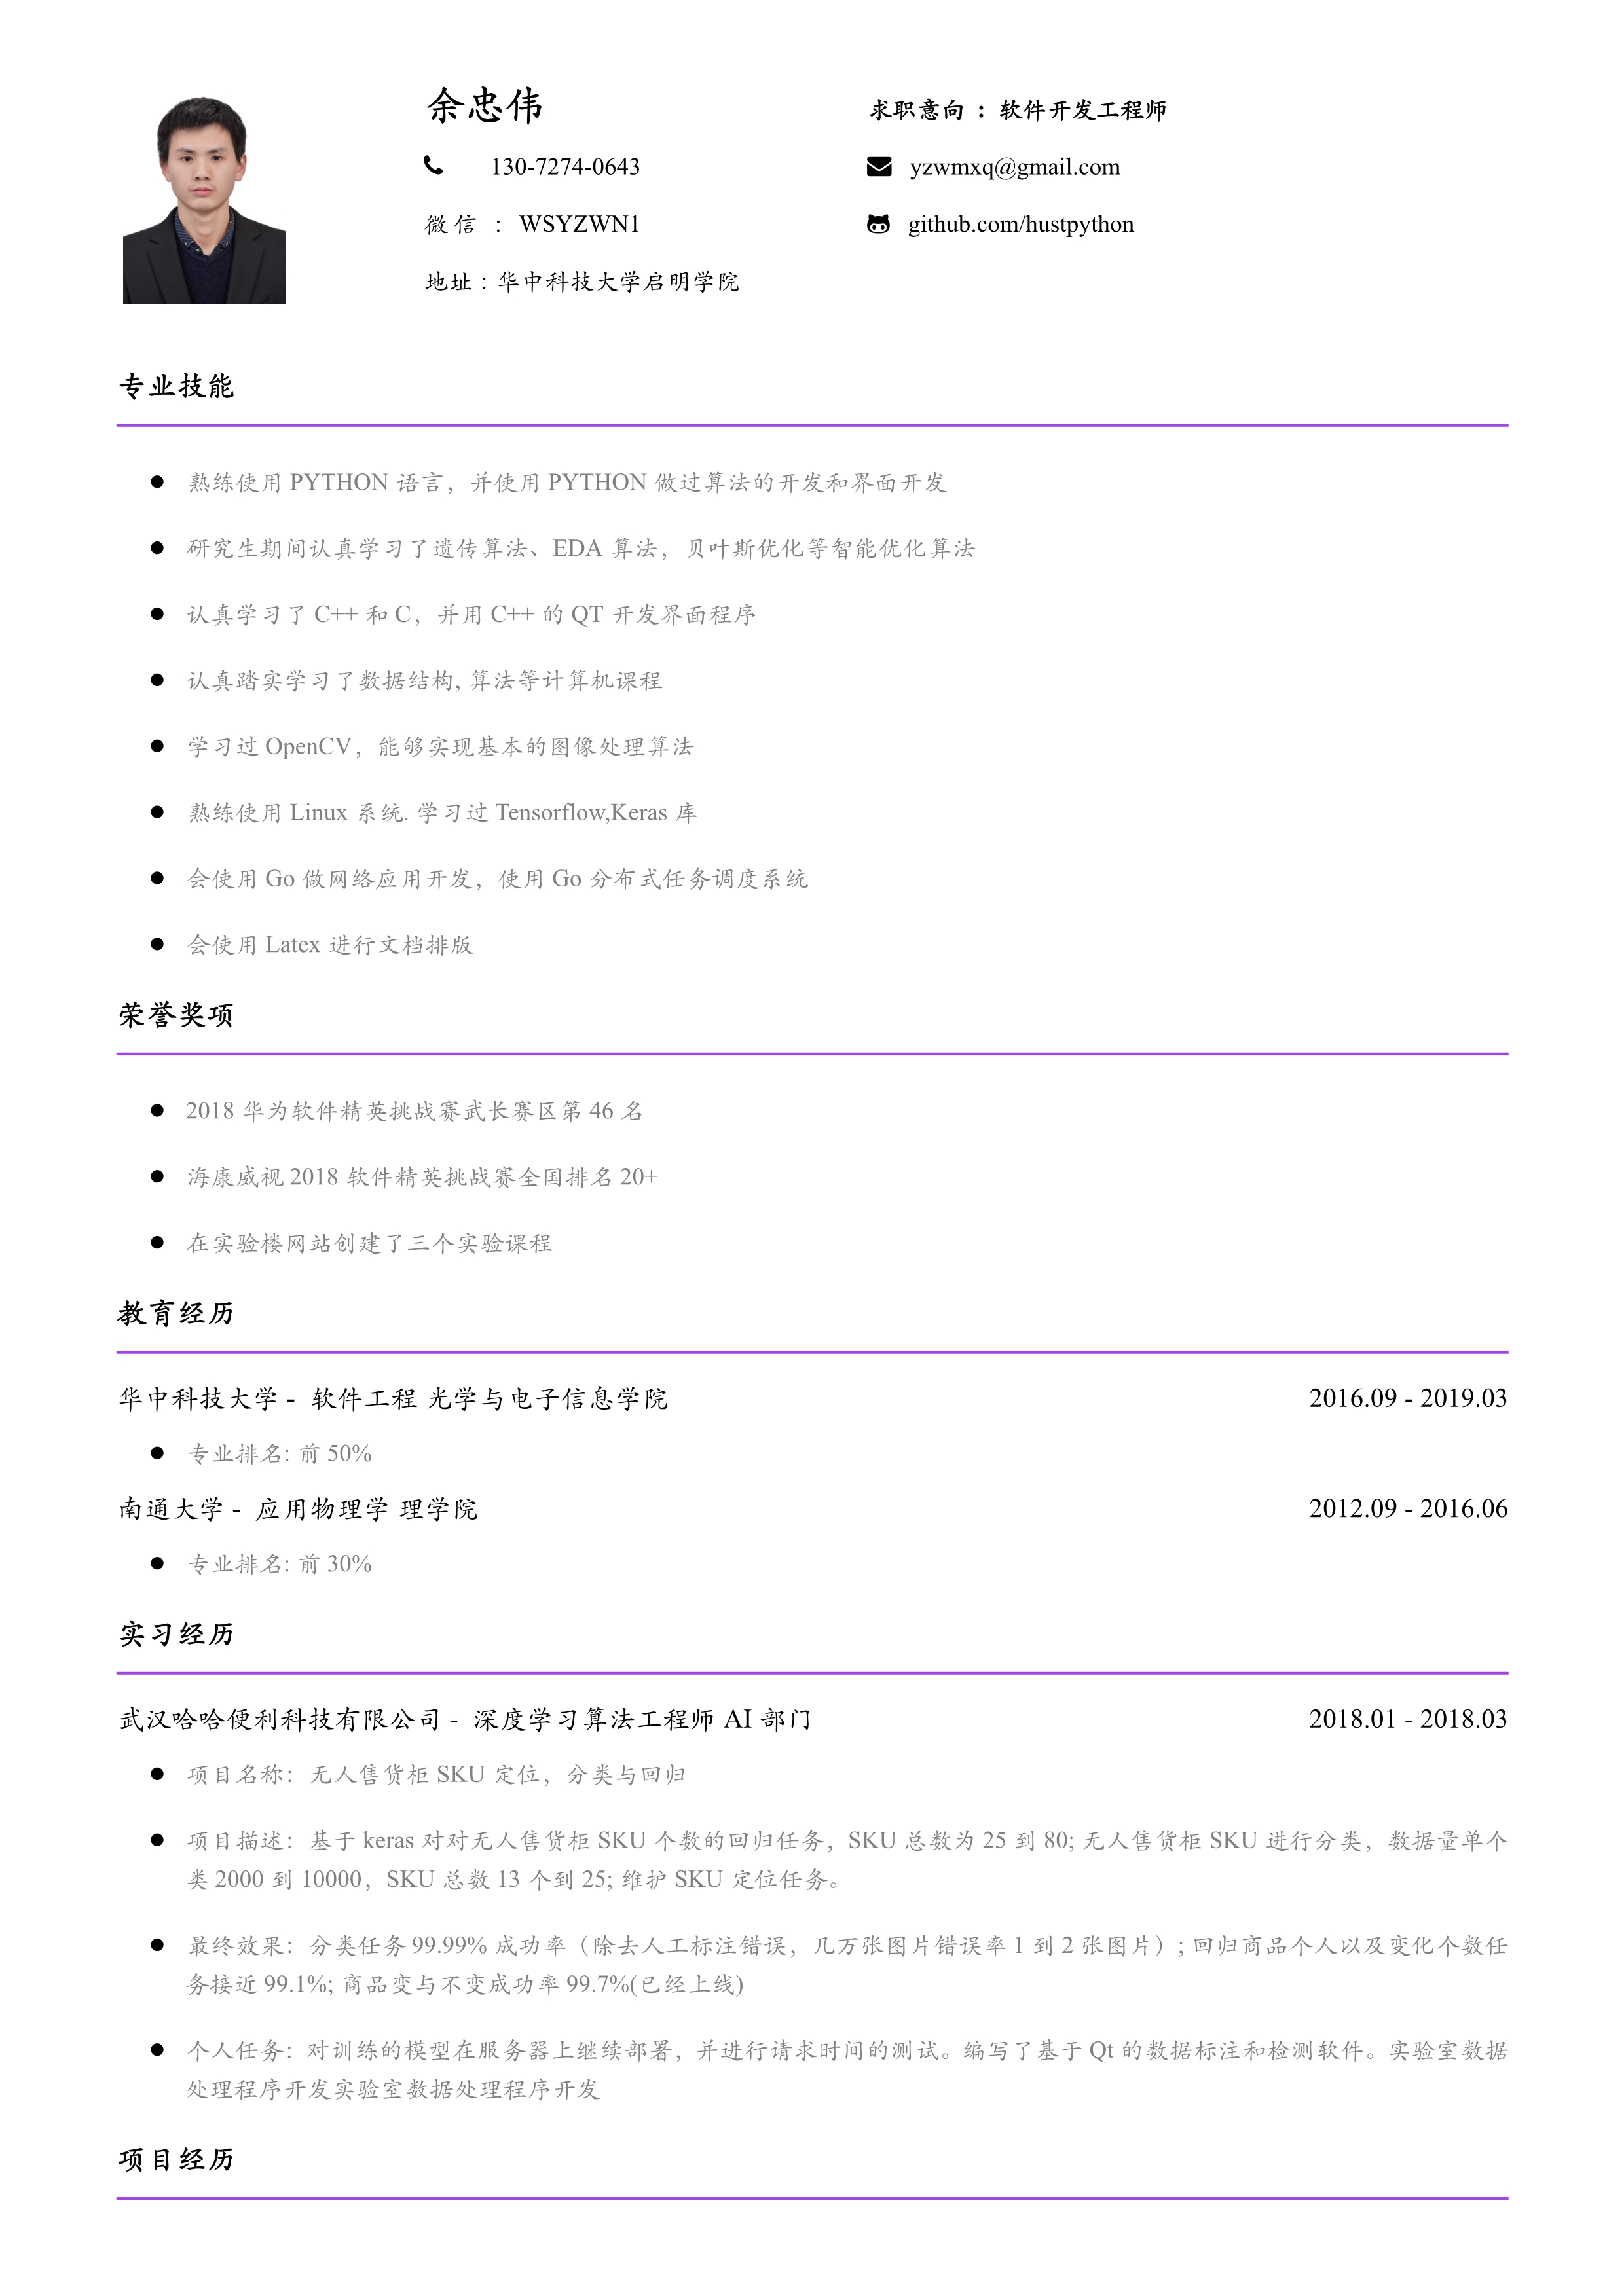 余忠伟
求职意向 : 软件开发工程师
130-7274-0643
yzwmxq@gmail.com
微信 : WSYZWN1
github.com/hustpython
地址 : 华中科技大学启明学院
专业技能
熟练使用 PYTHON 语言，并使用 PYTHON 做过算法的开发和界面开发
研究生期间认真学习了遗传算法、EDA 算法，贝叶斯优化等智能优化算法
认真学习了 C++ 和 C，并用 C++ 的 QT 开发界面程序
认真踏实学习了数据结构, 算法等计算机课程
学习过 OpenCV，能够实现基本的图像处理算法
熟练使用 Linux 系统. 学习过 Tensorflow,Keras 库
会使用 Go 做网络应用开发，使用 Go 分布式任务调度系统
会使用 Latex 进行文档排版
荣誉奖项
2018 华为软件精英挑战赛武长赛区第 46 名
海康威视 2018 软件精英挑战赛全国排名 20+
在实验楼网站创建了三个实验课程
教育经历
华中科技大学 - 软件工程 光学与电子信息学院 2016.09 - 2019.03
专业排名: 前 50%
南通大学 - 应用物理学 理学院 2012.09 - 2016.06
专业排名: 前 30%
实习经历
武汉哈哈便利科技有限公司 - 深度学习算法工程师 AI 部门 2018.01 - 2018.03
项目名称：无人售货柜 SKU 定位，分类与回归
项目描述：基于 keras 对对无人售货柜 SKU 个数的回归任务，SKU 总数为 25 到 80; 无人售货柜 SKU 进行分类，数据量单个
类 2000 到 10000，SKU 总数 13 个到 25; 维护 SKU 定位任务。
最终效果：分类任务 99.99% 成功率（除去人工标注错误，几万张图片错误率 1 到 2 张图片）; 回归商品个人以及变化个数任
务接近 99.1%; 商品变与不变成功率 99.7%(已经上线)
个人任务：对训练的模型在服务器上继续部署，并进行请求时间的测试。编写了基于 Qt 的数据标注和检测软件。实验室数据
处理程序开发实验室数据处理程序开发
项目经历